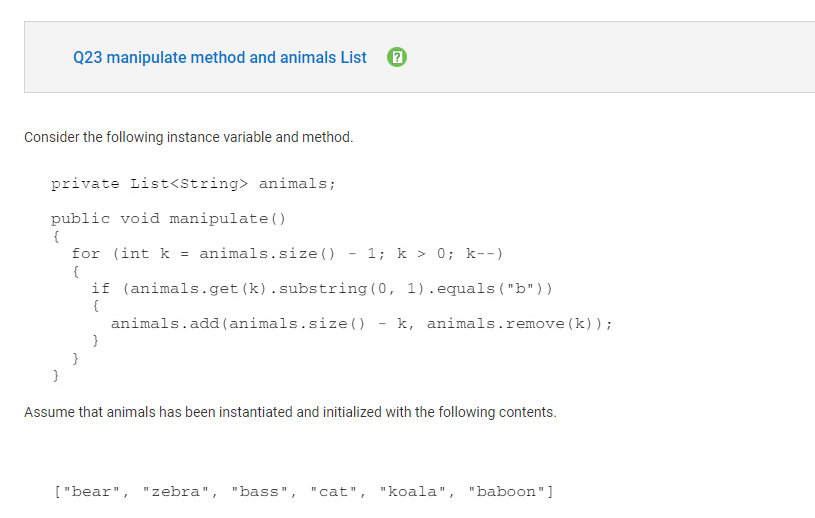 Q23 manipulate method and animals List ?
Consider the following instance variable and method.
private List<String> animals;
public void manipulate()
{
for (int k = animals.size() - 1; k > 0; k--)
{
if (animals.get(k).substring(0, 1).equals("b"))
{
animals.add(animals.size() - k, animals.remove(k));
}
}
}
Assume that animals has been instantiated and initialized with the following contents.
["bear", "zebra", "bass", "cat", "koala", "baboon"]